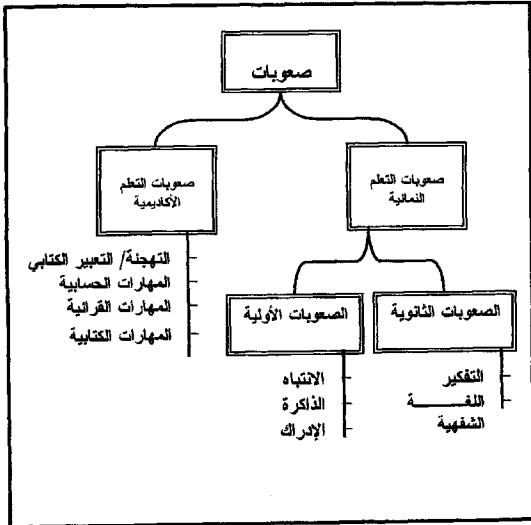 صعوبات
صعوبات التعلم
النمائية
صعوبات التعلم
الأكاديمية
الصعوبات الثانوية
التفكير
اللغـــــــة
الشفهية
الصعوبات الأولية
الانتباه
الذاكرة
الإدراك
التهجئة/ التعبير الكتابي
المهارات الحسابية
المهارات القرائية
المهارات الكتابية